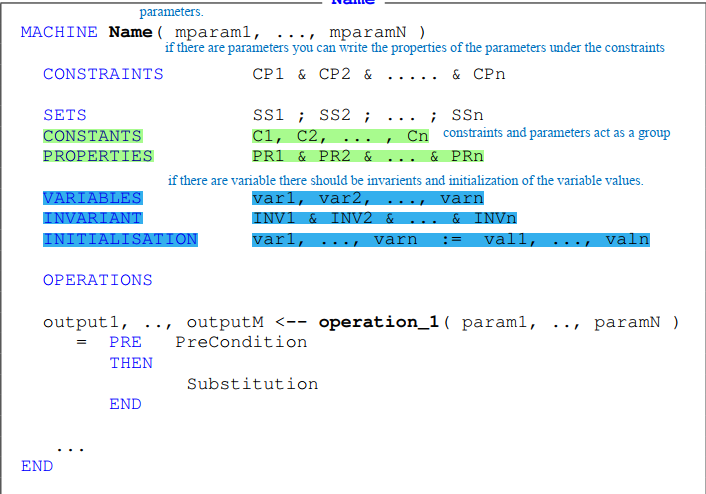 Name
parameters.
MACHINE Name( mparam1, ..., mparamN )
if there are parameters you can write the properties of the parameters under the constraints
CONSTRAINTS CP1 & CP2 & ..... & CPn
SETS SS1 ; SS2 ; ... ; SSn
CONSTANTS C1, C2, ... , Cn constraints and parameters act as a group
PROPERTIES PR1 & PR2 & ... & PRn
if there are variable there should be invarients and initialization of the variable values.
VARIABLES var1, var2, ..., varn
INVARIANT INV1 & INV2 & ... & INVn
INITIALISATION var1, ..., varn := val1, ..., valn
OPERATIONS
output1, .., outputM <-- operation_1( param1, .., paramN )
= PRE PreCondition
THEN
Substitution
END
...
END